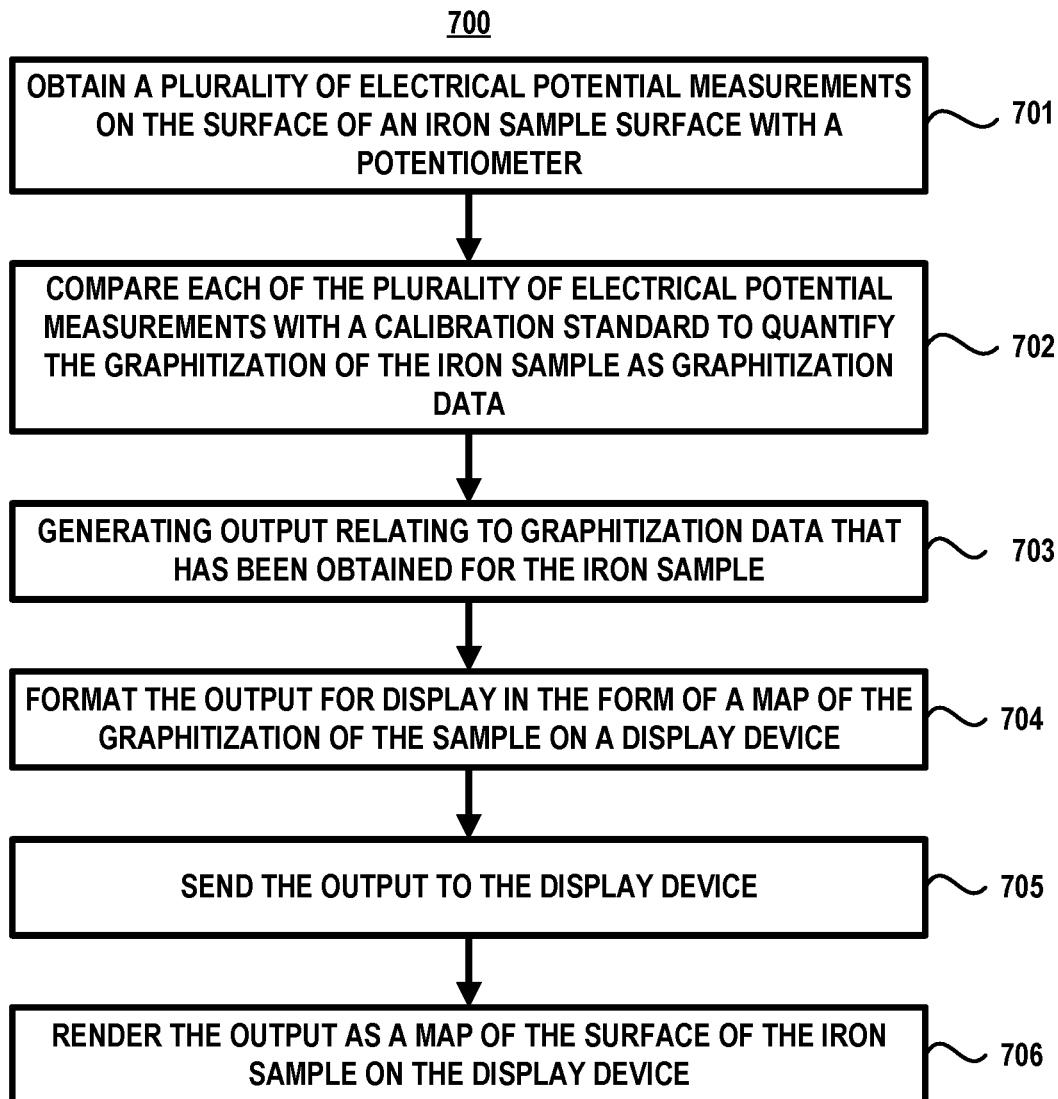 700
OBTAIN A PLURALITY OF ELECTRICAL POTENTIAL MEASUREMENTS
ON THE SURFACE OF AN IRON SAMPLE SURFACE WITH A
POTENTIOMETER
701
COMPARE EACH OF THE PLURALITY OF ELECTRICAL POTENTIAL
MEASUREMENTS WITH A CALIBRATION STANDARD TO QUANTIFY
THE GRAPHITIZATION OF THE IRON SAMPLE AS GRAPHITIZATION
DATA
702
GENERATING OUTPUT RELATING TO GRAPHITIZATION DATA THAT
HAS BEEN OBTAINED FOR THE IRON SAMPLE
703
FORMAT THE OUTPUT FOR DISPLAY IN THE FORM OF A MAP OF THE
GRAPHITIZATION OF THE SAMPLE ON A DISPLAY DEVICE
704
SEND THE OUTPUT TO THE DISPLAY DEVICE
705
RENDER THE OUTPUT AS A MAP OF THE SURFACE OF THE IRON
SAMPLE ON THE DISPLAY DEVICE
706